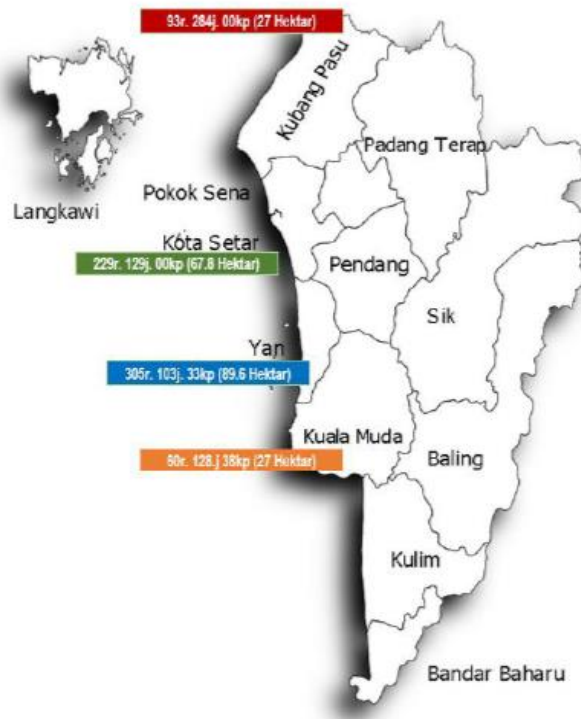 93r. 284j. 00kp (27 Hektar)
Kubang Pasu
Padang Terap
Pokok Sena
Langkawi
Kota Setar
229r. 129j. 00kp (67.8 Hektar)
Pendang
Sik
Yan
305r. 103j. 33kp (89.6 Hektar)
Kuala Muda
Baling
60r. 128.j 38kp (27 Hektar)
Kulim
Bandar Baharu